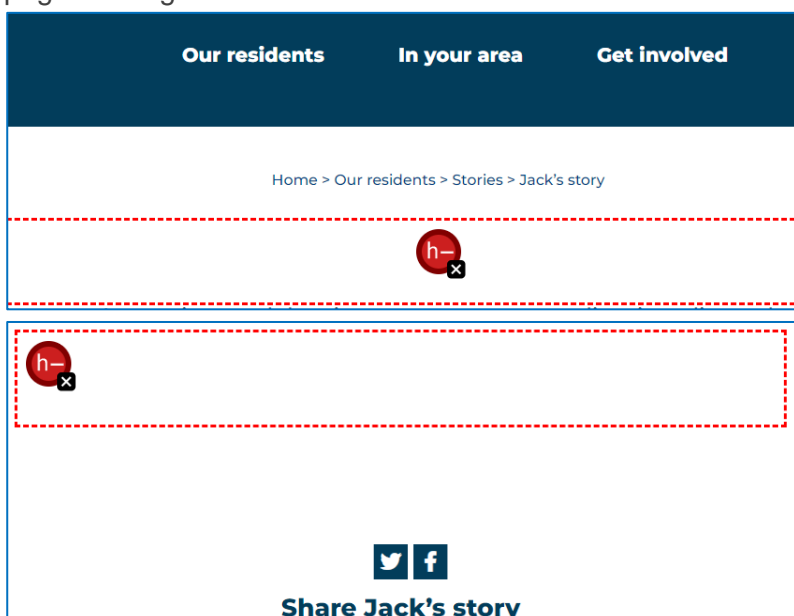 Our residents In your area Get involved
Home > Our residents > Stories > Jack's story
h–
h–
Share Jack's story